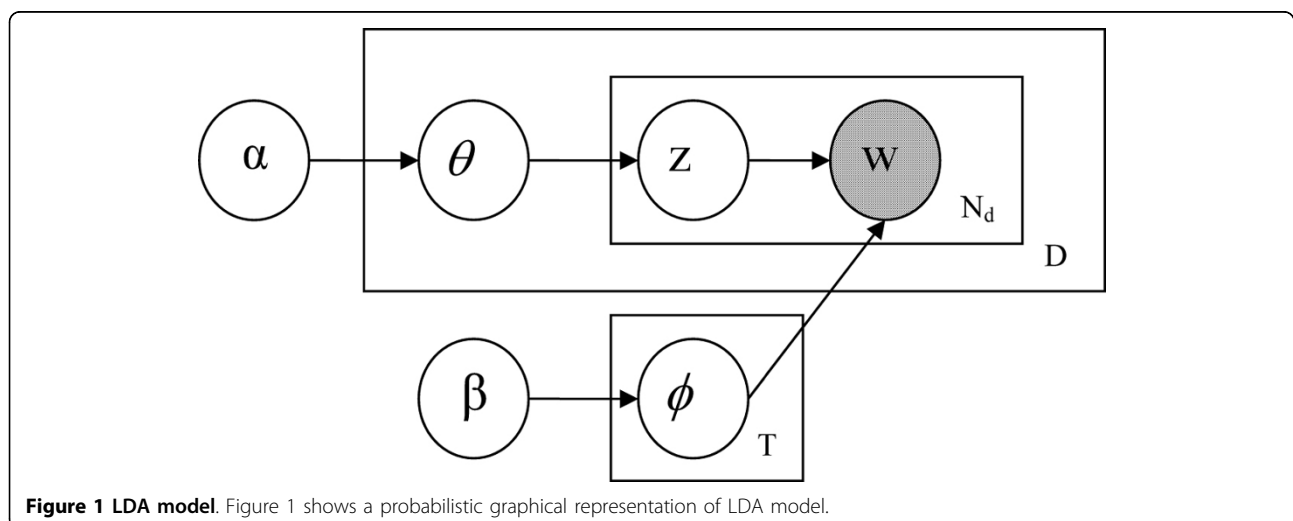 α θ z w
N_d
D
β ϕ
T
Figure 1 LDA model. Figure 1 shows a probabilistic graphical representation of LDA model.